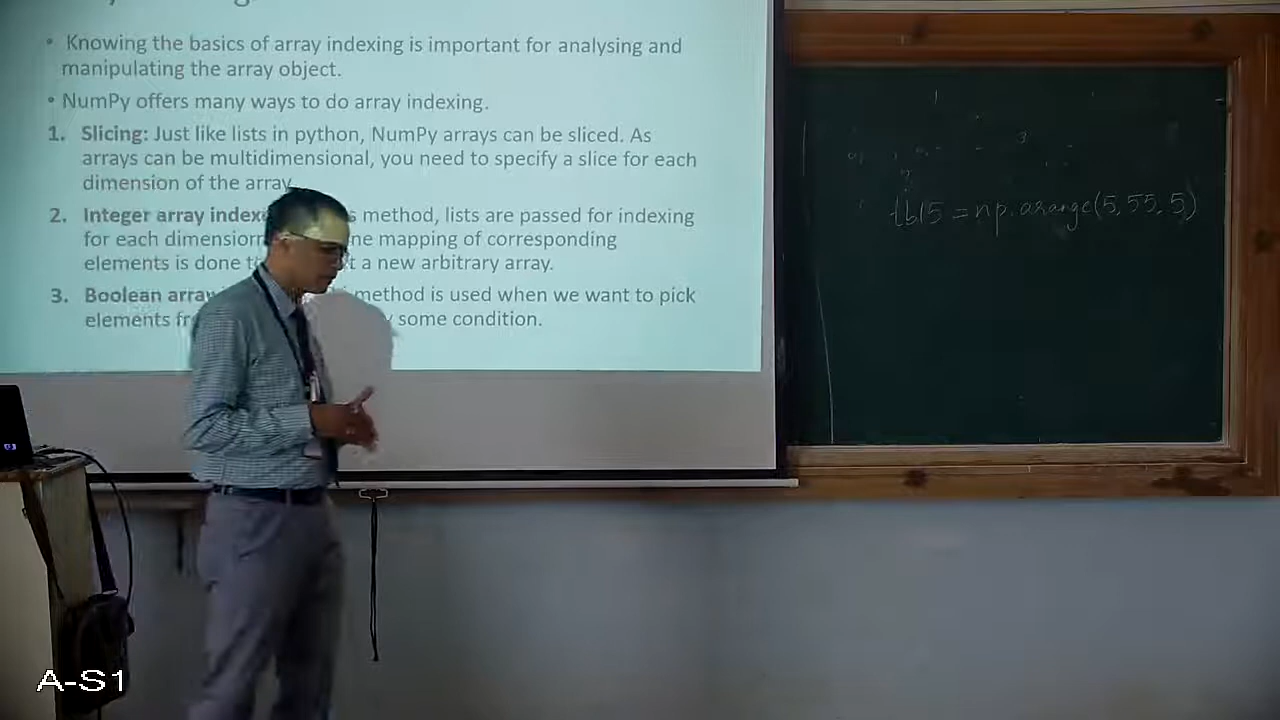 • Knowing the basics of array indexing is important for analysing and
manipulating the array object.
• NumPy offers many ways to do array indexing.
1. Slicing: Just like lists in python, NumPy arrays can be sliced. As
arrays can be multidimensional, you need to specify a slice for each
dimension of the array.
2. Integer array method, lists are passed for indexing
for each dimension mapping of corresponding
elements is done a new arbitrary array.
3. Boolean method is used when we want to pick
elements some condition.
tbl5 = np.arange(5,55,5)
A-S1